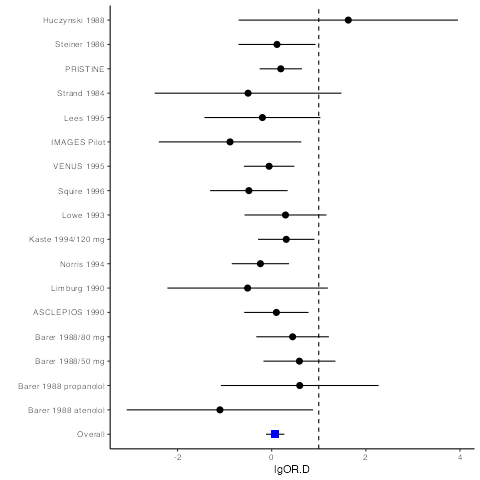 Huczynski 1988
Steiner 1986
PRISTINE
Strand 1984
Lees 1995
IMAGES Pilot
VENUS 1995
Squire 1996
Lowe 1993
Kaste 1994/120 mg
Norris 1994
Limburg 1990
ASCLEPIOS 1990
Barer 1988/80 mg
Barer 1988/50 mg
Barer 1988 propanolol
Barer 1988 atenolol
Overall
-2 0 2 4
lgOR.D